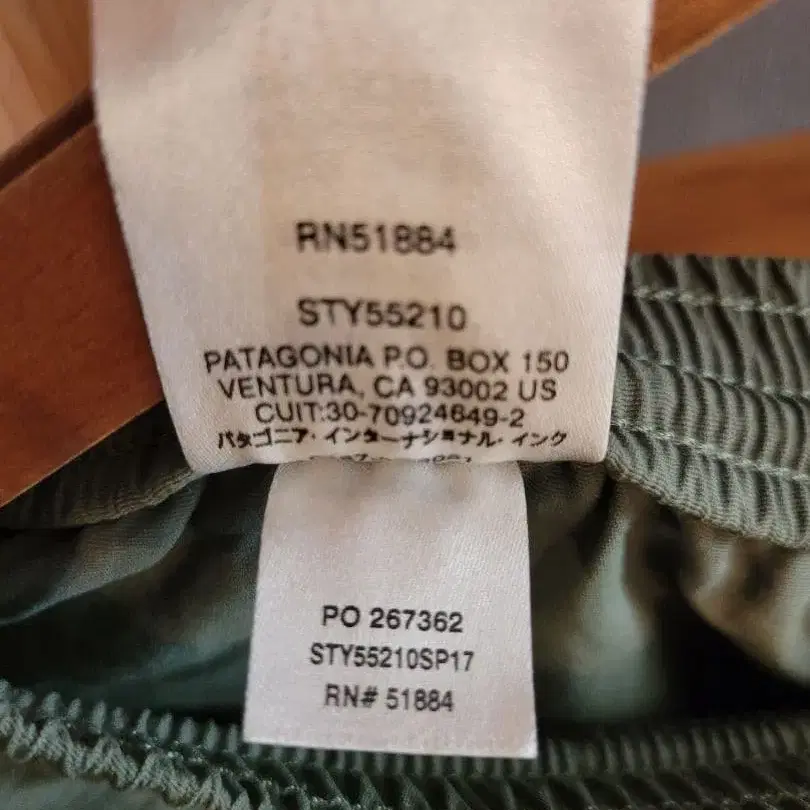 RN51884
STY55210
PATAGONIA P.O. BOX 150
VENTURA, CA 93002 US
CUIT:30-70924649-2
パタゴニア・インターナショナル・インク
PO 267362
STY55210SP17
RN# 51884